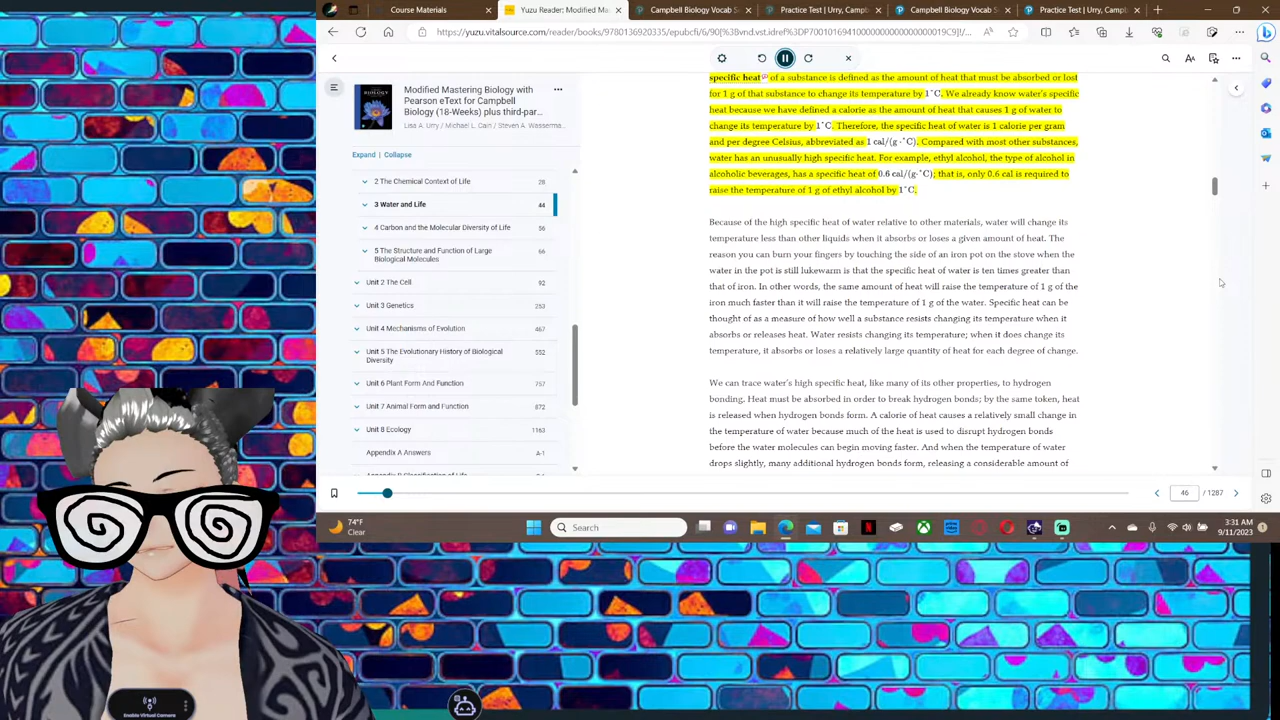 Course Materials
Yuzu Reader: Modified Ma
Campbell Biology Vocab S
Practice Test | Urry, Camp
Campbell Biology Vocab S
Practice Test | Urry, Camp
https://yuzu.vitalsource.com/reader/books/9780136920335/epubcfi/6/90[%3Bvnd.vst.idref%3DP70010169410000000000000000019C9]!/...
Modified Mastering Biology with
Pearson eText for Campbell
Biology (18-Weeks) plus third-par...
Lisa A. Urry / Michael L. Cain / Steven A. Wasserma...
Expand | Collapse
2 The Chemical Context of Life 28
3 Water and Life 44
4 Carbon and the Molecular Diversity of Life 56
5 The Structure and Function of Large
Biological Molecules 66
Unit 2 The Cell 92
Unit 3 Genetics 253
Unit 4 Mechanisms of Evolution 467
Unit 5 The Evolutionary History of Biological
Diversity 552
Unit 6 Plant Form And Function 757
Unit 7 Animal Form and Function 872
Unit 8 Ecology 1163
Appendix A Answers A-1
specific heat of a substance is defined as the amount of heat that must be absorbed or lost
for 1 g of that substance to change its temperature by 1°C. We already know water's specific
heat because we have defined a calorie as the amount of heat that causes 1 g of water to
change its temperature by 1°C. Therefore, the specific heat of water is 1 calorie per gram
and per degree Celsius, abbreviated as 1 cal/(g·°C). Compared with most other substances,
water has an unusually high specific heat. For example, ethyl alcohol, the type of alcohol in
alcoholic beverages, has a specific heat of 0.6 cal/(g·°C); that is, only 0.6 cal is required to
raise the temperature of 1 g of ethyl alcohol by 1°C.
Because of the high specific heat of water relative to other materials, water will change its
temperature less than other liquids when it absorbs or loses a given amount of heat. The
reason you can burn your fingers by touching the side of an iron pot on the stove when the
water in the pot is still lukewarm is that the specific heat of water is ten times greater than
that of iron. In other words, the same amount of heat will raise the temperature of 1 g of the
iron much faster than it will raise the temperature of 1 g of the water. Specific heat can be
thought of as a measure of how well a substance resists changing its temperature when it
absorbs or releases heat. Water resists changing its temperature; when it does change its
temperature, it absorbs or loses a relatively large quantity of heat for each degree of change.
We can trace water's high specific heat, like many of its other properties, to hydrogen
bonding. Heat must be absorbed in order to break hydrogen bonds; by the same token, heat
is released when hydrogen bonds form. A calorie of heat causes a relatively small change in
the temperature of water because much of the heat is used to disrupt hydrogen bonds
before the water molecules can begin moving faster. And when the temperature of water
drops slightly, many additional hydrogen bonds form, releasing a considerable amount of
46 / 1287
74°F
Clear
Search
3:31 AM
9/11/2023
Enable Virtual Camera